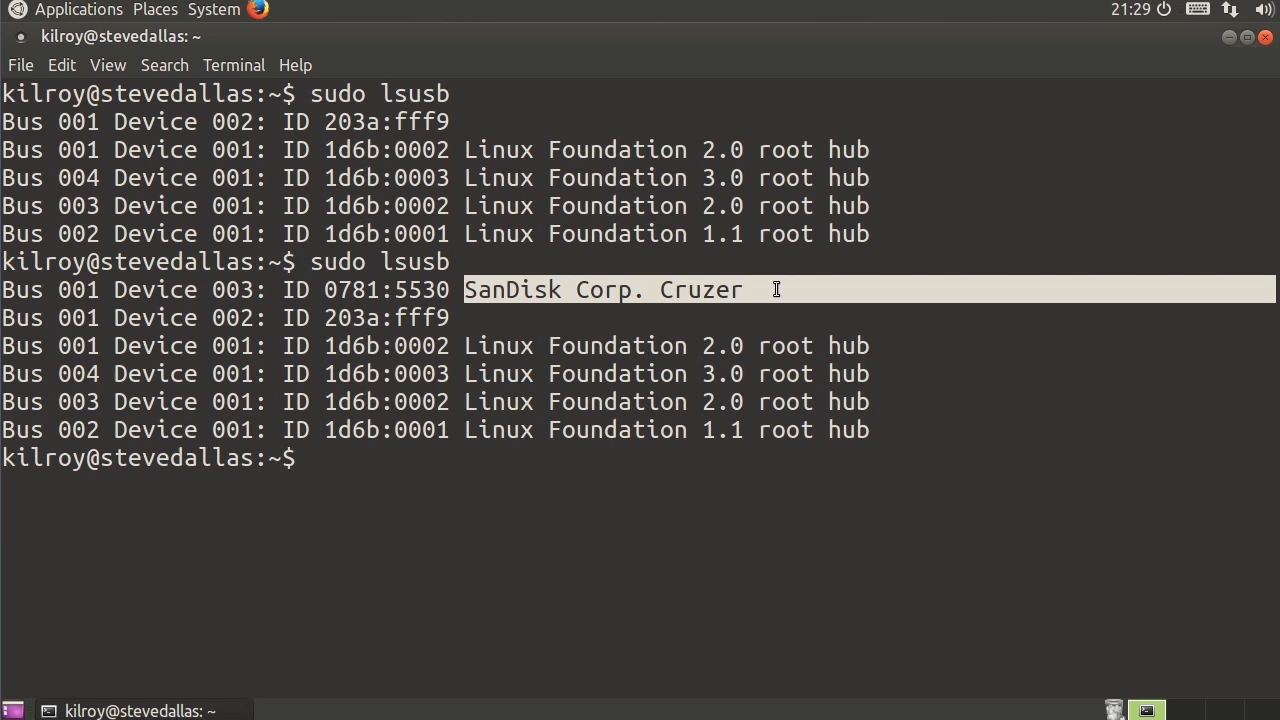 Applications Places System 21:29
kilroy@stevedallas: ~
File Edit View Search Terminal Help
kilroy@stevedallas:~$ sudo lsusb
Bus 001 Device 002: ID 203a:fff9
Bus 001 Device 001: ID 1d6b:0002 Linux Foundation 2.0 root hub
Bus 004 Device 001: ID 1d6b:0003 Linux Foundation 3.0 root hub
Bus 003 Device 001: ID 1d6b:0002 Linux Foundation 2.0 root hub
Bus 002 Device 001: ID 1d6b:0001 Linux Foundation 1.1 root hub
kilroy@stevedallas:~$ sudo lsusb
Bus 001 Device 003: ID 0781:5530 SanDisk Corp. Cruzer
Bus 001 Device 002: ID 203a:fff9
Bus 001 Device 001: ID 1d6b:0002 Linux Foundation 2.0 root hub
Bus 004 Device 001: ID 1d6b:0003 Linux Foundation 3.0 root hub
Bus 003 Device 001: ID 1d6b:0002 Linux Foundation 2.0 root hub
Bus 002 Device 001: ID 1d6b:0001 Linux Foundation 1.1 root hub
kilroy@stevedallas:~$
kilroy@stevedallas: ~